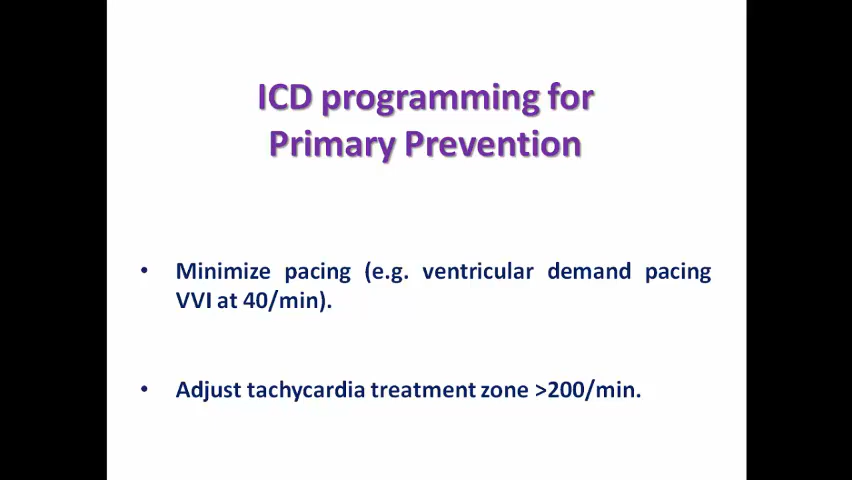 ICD programming for
Primary Prevention
• Minimize pacing (e.g. ventricular demand pacing
VVI at 40/min).
• Adjust tachycardia treatment zone >200/min.